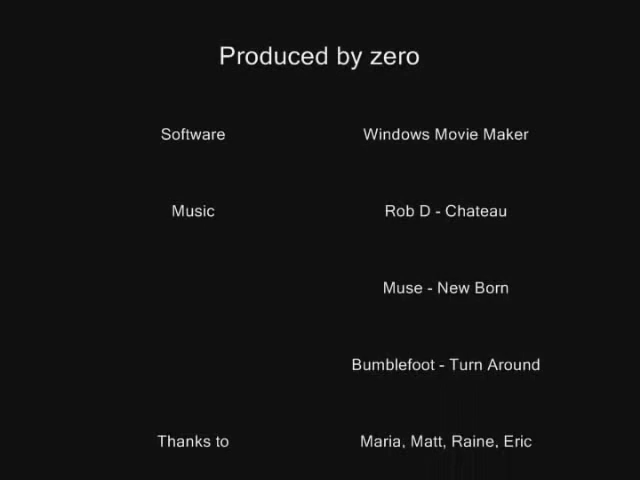 Produced by zero
Software Windows Movie Maker
Music Rob D - Chateau
Muse - New Born
Bumblefoot - Turn Around
Thanks to Maria, Matt, Raine, Eric